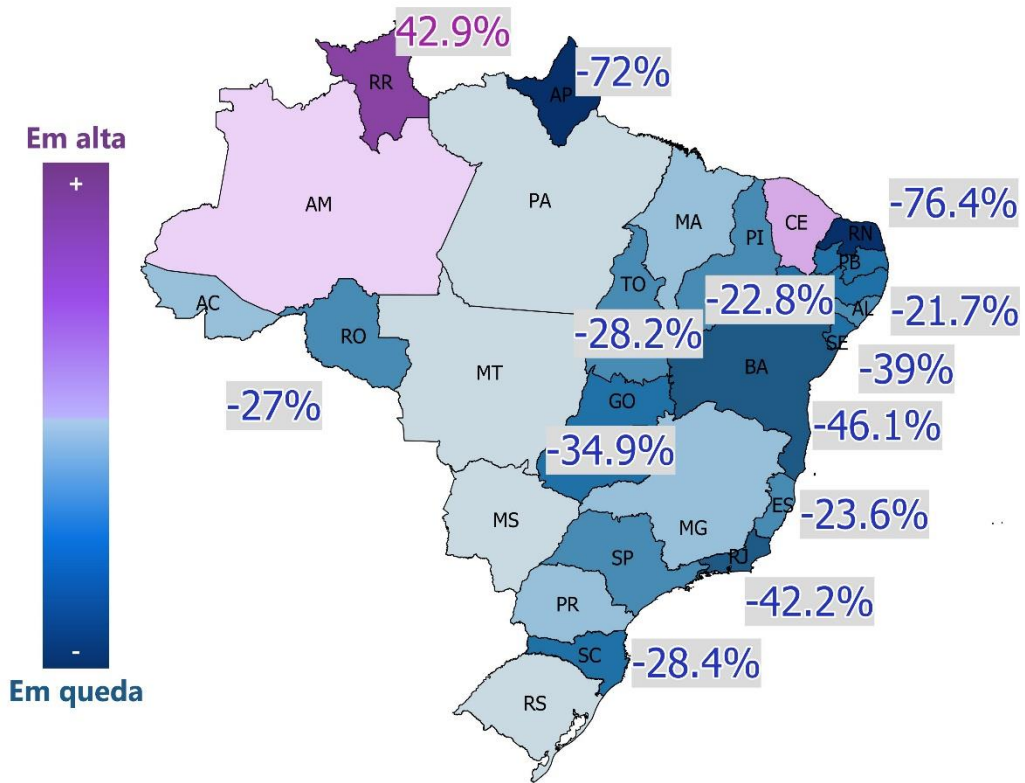 42.9%
RR
-72%
AP
Em alta
+
AM
PA
MA
CE
-76.4%
RN
PI
PB
TO
AC
-22.8%
AL
-21.7%
RO
-28.2%
SE
MT
BA
-39%
-27%
GO
-46.1%
-34.9%
MS
MG
ES
-23.6%
SP
RJ
-42.2%
PR
-
SC
-28.4%
Em queda
RS